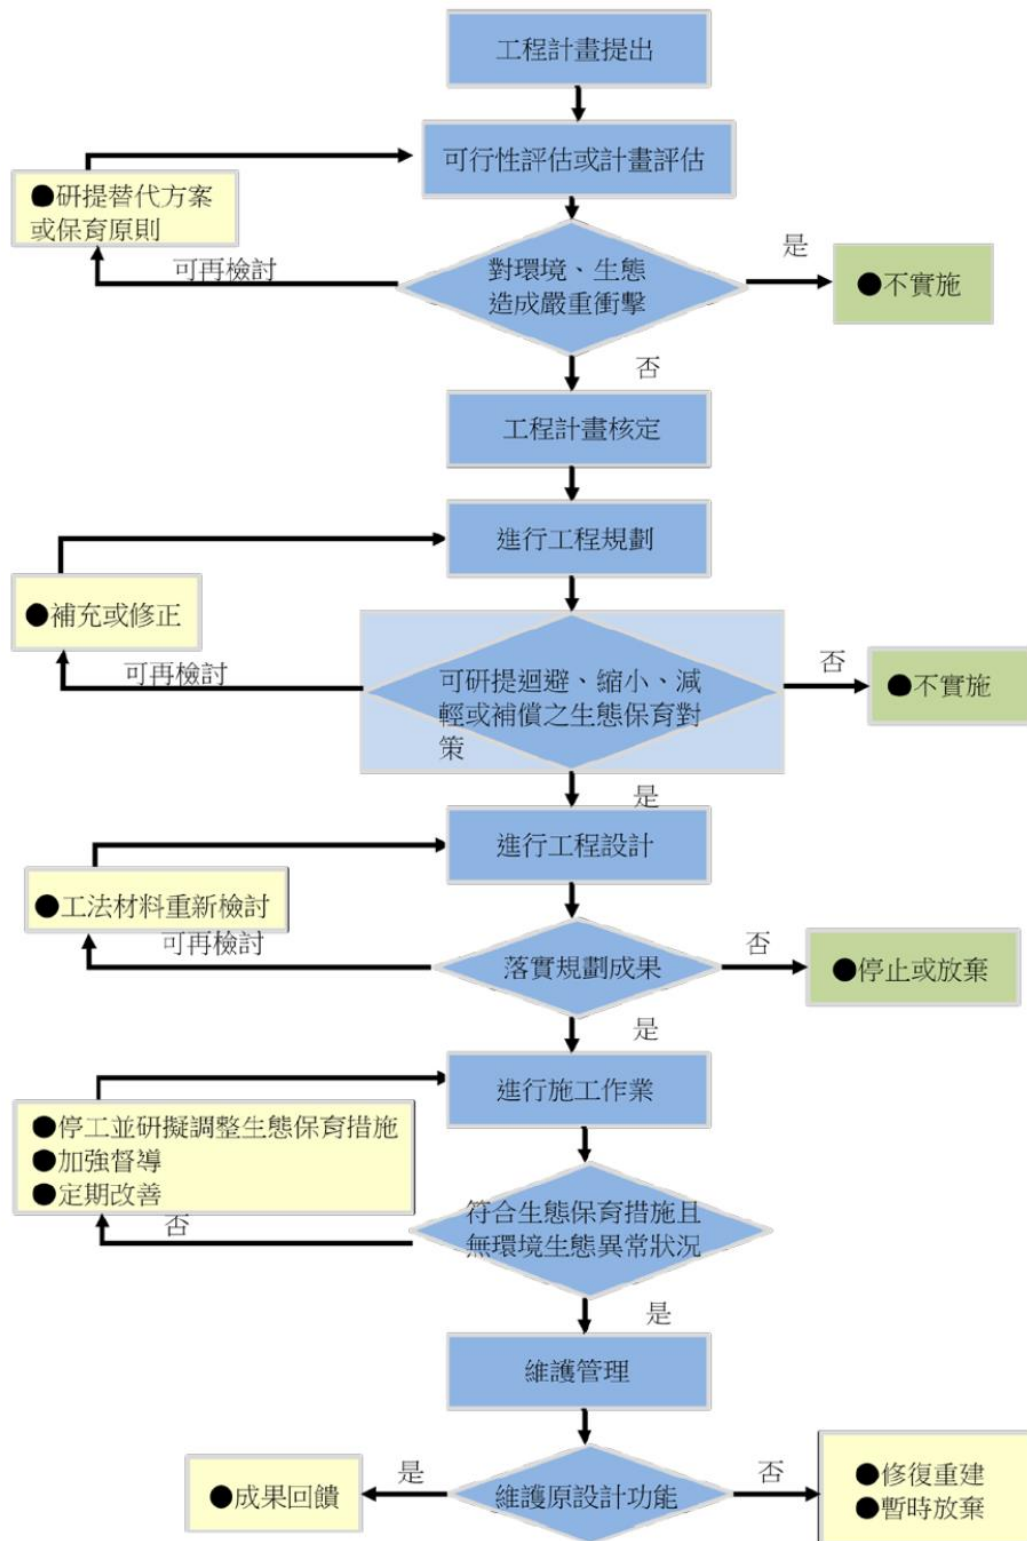 工程計畫提出
可行性評估或計畫評估
●研提替代方案
或保育原則
可再檢討
對環境、生態
造成嚴重衝擊
是
●不實施
否
工程計畫核定
進行工程規劃
●補充或修正
可再檢討
可研提迴避、縮小、減
輕或補償之生態保育對
策
否
●不實施
是
進行工程設計
●工法材料重新檢討
可再檢討
落實規劃成果
否
●停止或放棄
是
進行施工作業
●停工並研擬調整生態保育措施
●加強督導
●定期改善
否
符合生態保育措施且
無環境生態異常狀況
是
維護管理
●成果回饋
是
維護原設計功能
否
●修復重建
●暫時放棄